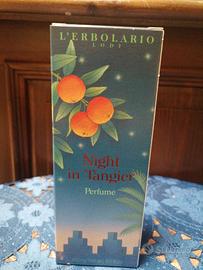 L'ERBOLARIO
LODI
Night
in Tangier
Perfume